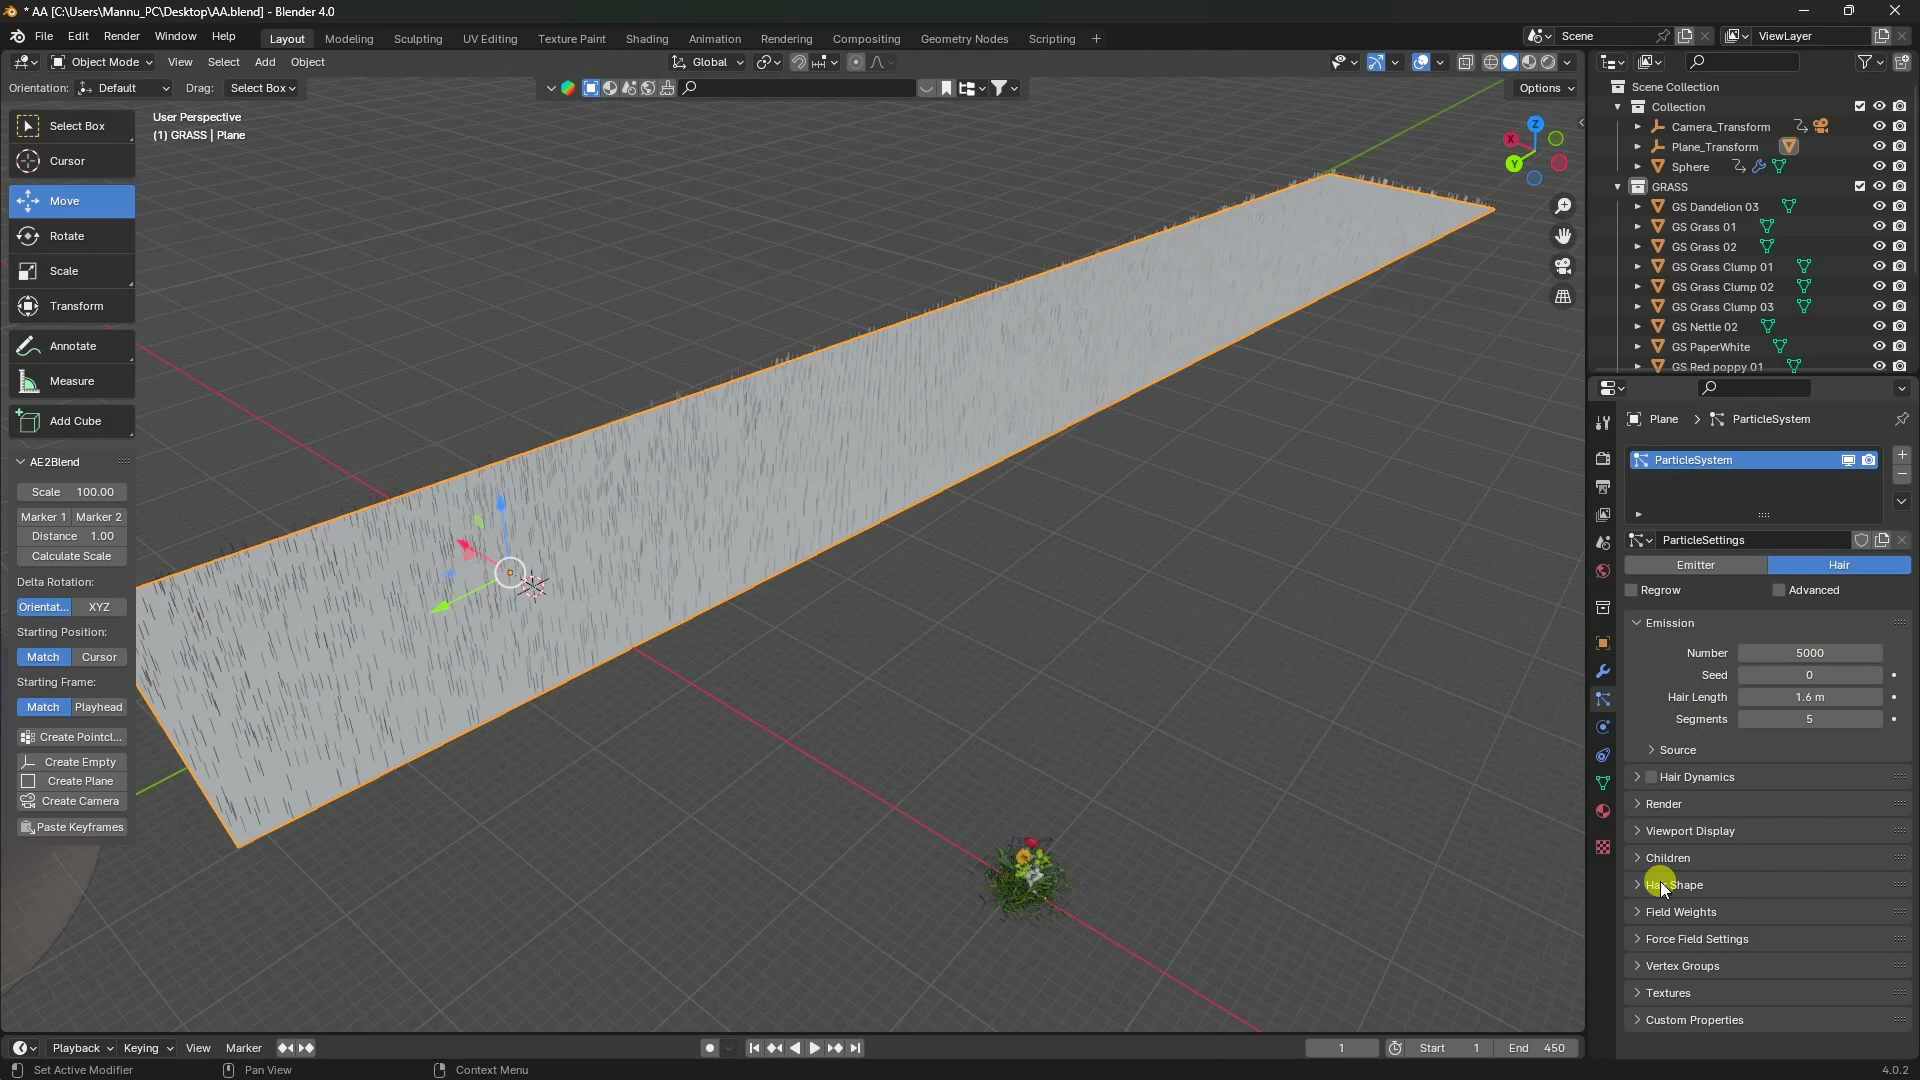 * AA [C:\Users\Mannu_PC\Desktop\AA.blend] - Blender 4.0
File Edit Render Window Help Layout Modeling Sculpting UV Editing Texture Paint Shading Animation Rendering Compositing Geometry Nodes Scripting + Scene ViewLayer
Object Mode View Select Add Object Global
Orientation: Default Drag: Select Box Options
User Perspective
(1) GRASS | Plane
Select Box
Cursor
Move
Rotate
Scale
Transform
Annotate
Measure
Add Cube
AE2Blend
Scale 100.00
Marker 1 Marker 2
Distance 1.00
Calculate Scale
Delta Rotation:
Orientat... XYZ
Starting Position:
Match Cursor
Starting Frame:
Match Playhead
Create Pointcl...
Create Empty
Create Plane
Create Camera
Paste Keyframes
Z
X
Y
Scene Collection
Collection
Camera_Transform
Plane_Transform
Sphere
GRASS
GS Dandelion 03
GS Grass 01
GS Grass 02
GS Grass Clump 01
GS Grass Clump 02
GS Grass Clump 03
GS Nettle 02
GS PaperWhite
GS Red poppy 01
Plane > ParticleSystem
ParticleSystem
ParticleSettings
Emitter Hair
Regrow Advanced
Emission
Number 5000
Seed 0
Hair Length 1.6 m
Segments 5
Source
Hair Dynamics
Render
Viewport Display
Children
Shape
Field Weights
Force Field Settings
Vertex Groups
Textures
Custom Properties
Playback Keying View Marker 1 Start 1 End 450
Set Active Modifier Pan View Context Menu 4.0.2